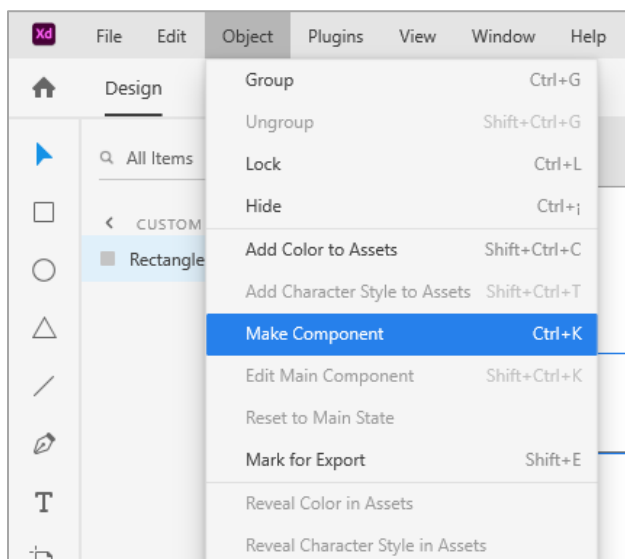 Xd File Edit Object Plugins View Window Help
Design
All Items
CUSTOM
Rectangle
Group Ctrl+G
Ungroup Shift+Ctrl+G
Lock Ctrl+L
Hide Ctrl+¡
Add Color to Assets Shift+Ctrl+C
Add Character Style to Assets Shift+Ctrl+T
Make Component Ctrl+K
Edit Main Component Shift+Ctrl+K
Reset to Main State
Mark for Export Shift+E
Reveal Color in Assets
Reveal Character Style in Assets
T